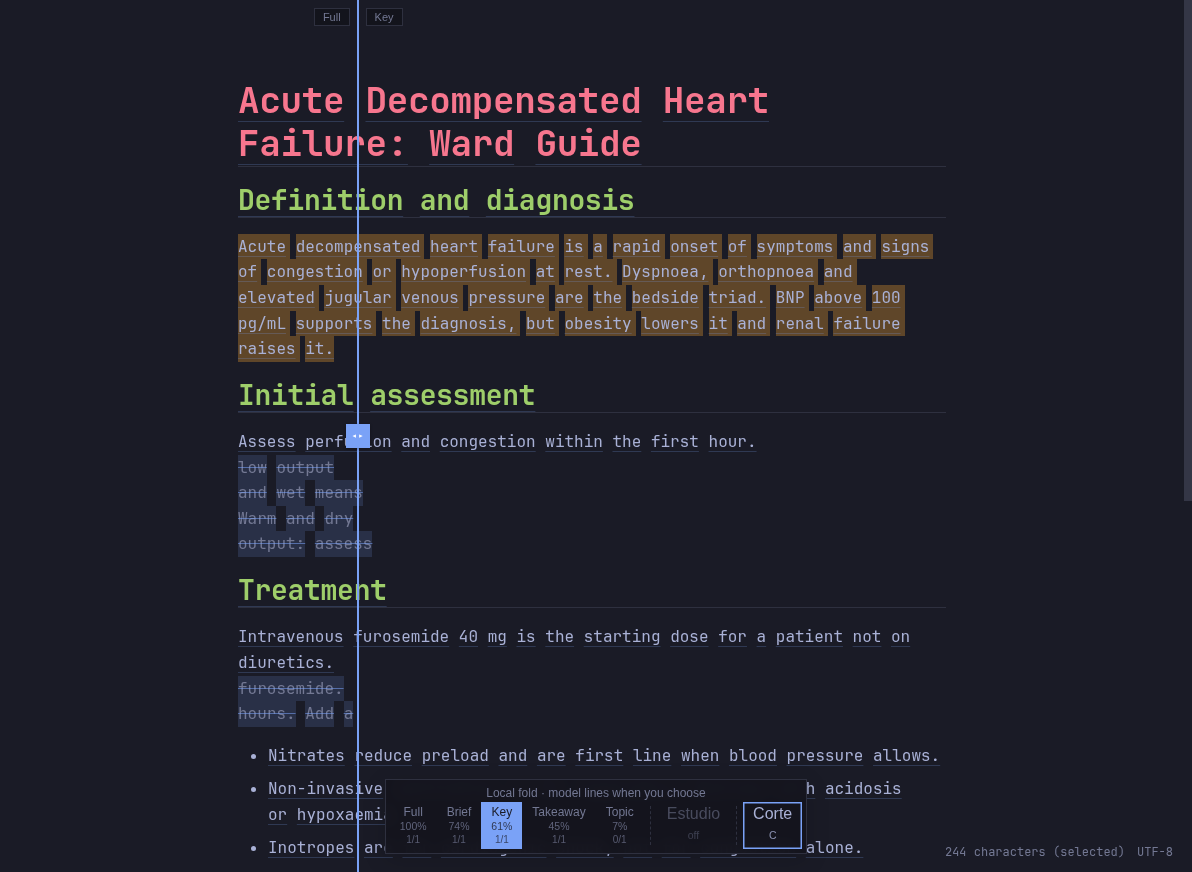 Full Key
Acute Decompensated Heart
Failure: Ward Guide
Definition and diagnosis
Acute decompensated heart failure is a rapid onset of symptoms and signs
of congestion or hypoperfusion at rest. Dyspnoea, orthopnoea and
elevated jugular venous pressure are the bedside triad. BNP above 100
pg/mL supports the diagnosis, but obesity lowers it and renal failure
raises it.
Initial assessment
Assess and congestion within the first hour.
low output
and wet means
Warm and dry
output: assess
Treatment
Intravenous furosemide 40 mg is the starting dose for a patient not on
diuretics.
furosemide.
hours. Add a
• Nitrates reduce preload and are first line when blood pressure allows.
• Non-invasive acidosis
or hypoxaemia
• Inotropes alone.
Local fold · model lines when you choose
Full Brief Key Takeaway Topic Estudio Corte
100% 74% 61% 45% 7% off C
1/1 1/1 1/1 1/1 0/1
244 characters (selected) UTF-8